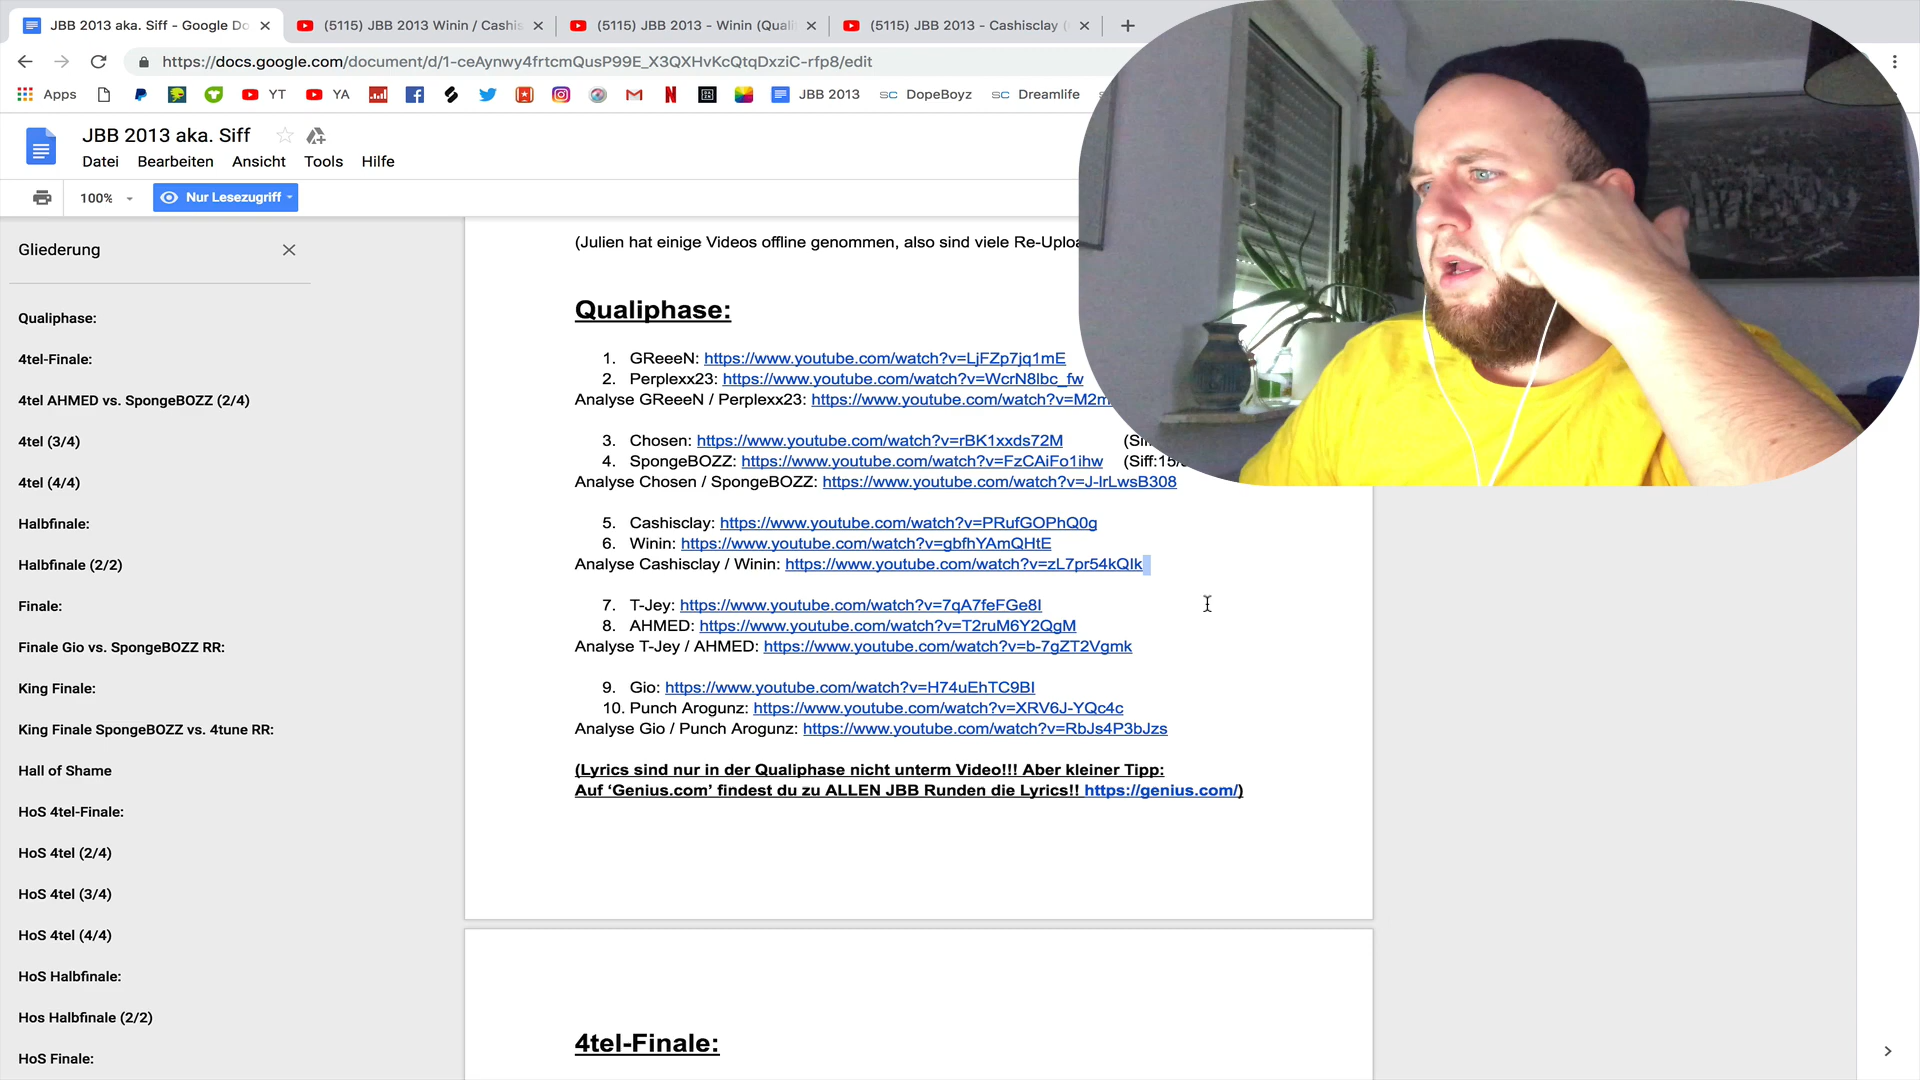 JBB 2013 aka. Siff - Google Do
(5115) JBB 2013 Winin / Cashis
(5115) JBB 2013 - Winin (Quali
(5115) JBB 2013 - Cashisclay (
https://docs.google.com/document/d/1-ceAynwy4frtcmQusP99E_X3QXHvKcQtqDxziC-rfp8/edit
Apps YT YA JBB 2013 SC DopeBoyz SC Dreamlife
JBB 2013 aka. Siff
Datei Bearbeiten Ansicht Tools Hilfe
100% Nur Lesezugriff
Gliederung
Qualiphase:
4tel-Finale:
4tel AHMED vs. SpongeBOZZ (2/4)
4tel (3/4)
4tel (4/4)
Halbfinale:
Halbfinale (2/2)
Finale:
Finale Gio vs. SpongeBOZZ RR:
King Finale:
King Finale SpongeBOZZ vs. 4tune RR:
Hall of Shame
HoS 4tel-Finale:
HoS 4tel (2/4)
HoS 4tel (3/4)
HoS 4tel (4/4)
HoS Halbfinale:
Hos Halbfinale (2/2)
HoS Finale:
(Julien hat einige Videos offline genommen, also sind viele Re-Uploa
Qualiphase:
1. GReeeN: https://www.youtube.com/watch?v=LjFZp7jq1mE
2. Perplexx23: https://www.youtube.com/watch?v=WcrN8lbc_fw
Analyse GReeeN / Perplexx23: https://www.youtube.com/watch?v=M2m
3. Chosen: https://www.youtube.com/watch?v=rBK1xxds72M (Si
4. SpongeBOZZ: https://www.youtube.com/watch?v=FzCAiFo1ihw (Siff:15/
Analyse Chosen / SpongeBOZZ: https://www.youtube.com/watch?v=J-lrLwsB308
5. Cashisclay: https://www.youtube.com/watch?v=PRufGOPhQ0g
6. Winin: https://www.youtube.com/watch?v=gbfhYAmQHtE
Analyse Cashisclay / Winin: https://www.youtube.com/watch?v=zL7pr54kQIk
7. T-Jey: https://www.youtube.com/watch?v=7qA7feFGe8I
8. AHMED: https://www.youtube.com/watch?v=T2ruM6Y2QgM
Analyse T-Jey / AHMED: https://www.youtube.com/watch?v=b-7gZT2Vgmk
9. Gio: https://www.youtube.com/watch?v=H74uEhTC9BI
10. Punch Arogunz: https://www.youtube.com/watch?v=XRV6J-YQc4c
Analyse Gio / Punch Arogunz: https://www.youtube.com/watch?v=RbJs4P3bJzs
(Lyrics sind nur in der Qualiphase nicht unterm Video!!! Aber kleiner Tipp:
Auf ‘Genius.com’ findest du zu ALLEN JBB Runden die Lyrics!! https://genius.com/)
4tel-Finale: